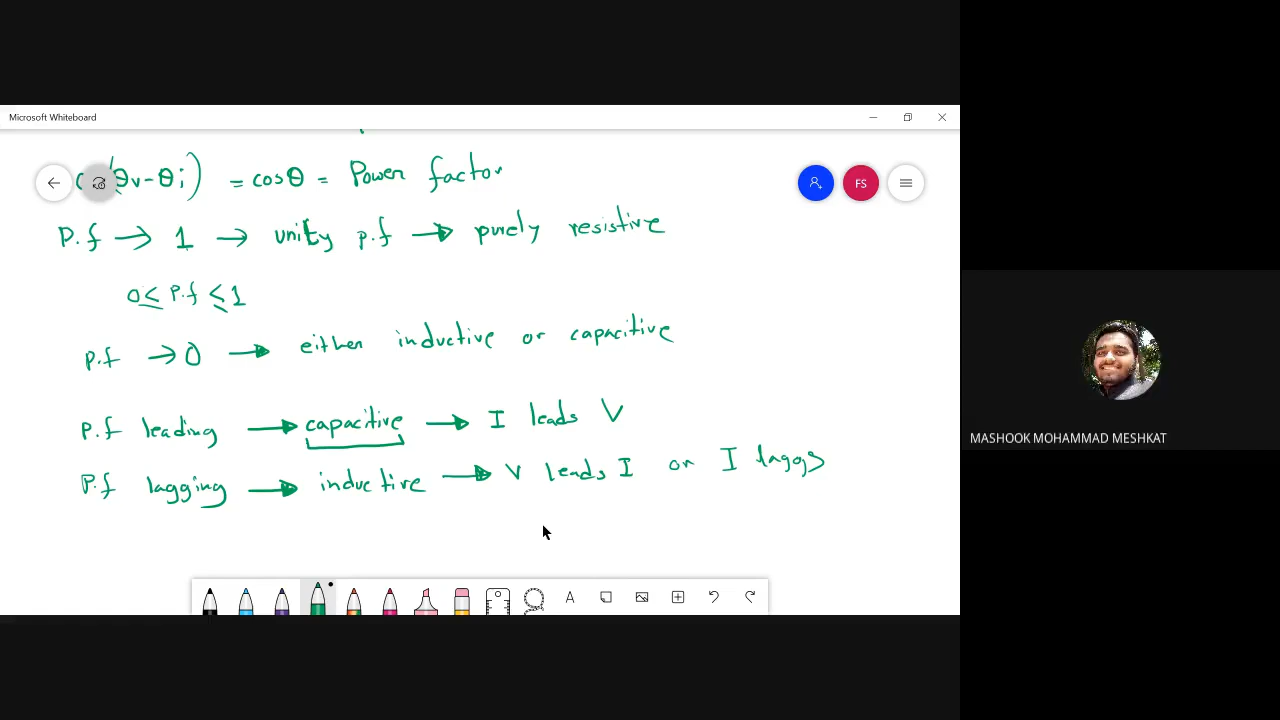 Microsoft Whiteboard
(θv-θi) = cosθ = Power factor
P.f → 1 → unity p.f → purely resistive
0≤ P.f ≤1
p.f → 0 → either inductive or capacitive
P.f leading → capacitive → I leads V
P.f lagging → inductive → V leads I or I laggs
FS
A
MASHOOK MOHAMMAD MESHKAT